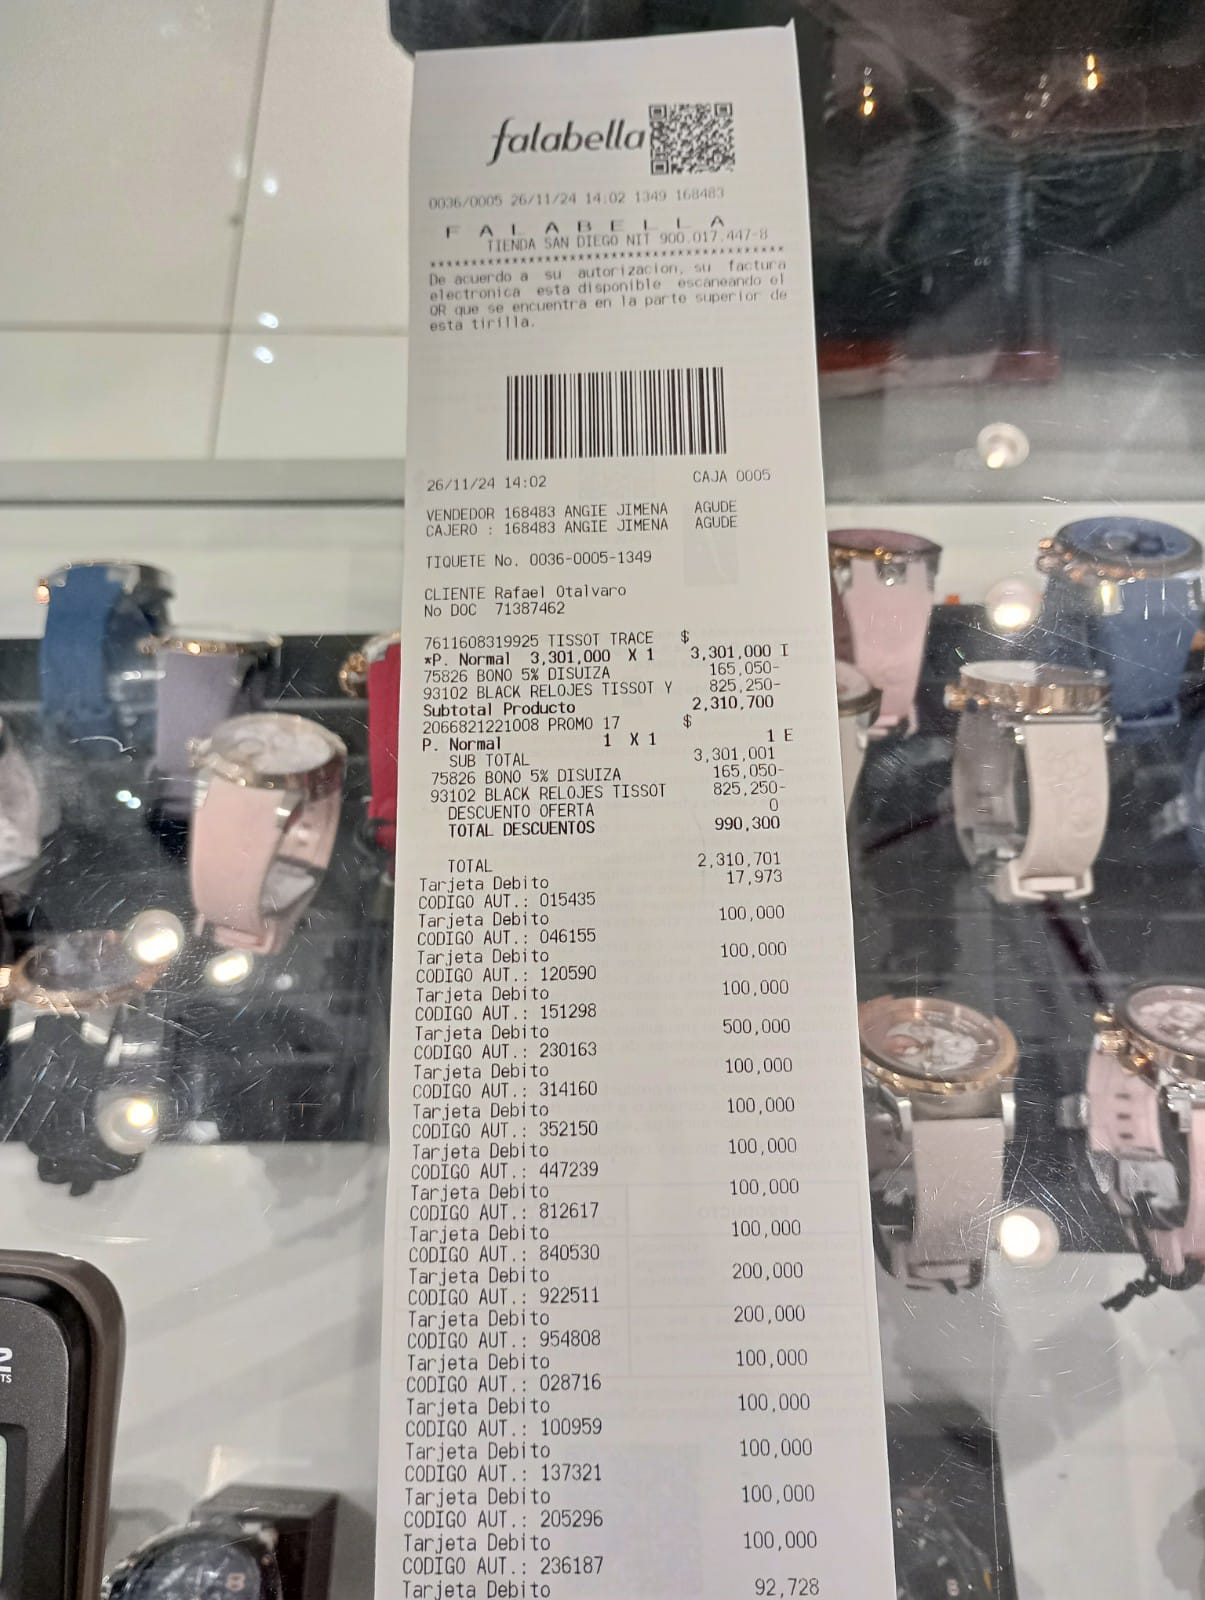 falabella
0036/0005 26/11/24 14:02 1349 168483
F A L A B E L L A
TIENDA SAN DIEGO NIT 900.017.447-8
************************************************
De acuerdo a su autorizacion, su factura
electronica esta disponible escaneando el
QR que se encuentra en la parte superior de
esta tirilla.
26/11/24 14:02 CAJA 0005
VENDEDOR 168483 ANGIE JIMENA AGUDE
CAJERO : 168483 ANGIE JIMENA AGUDE
TIQUETE No. 0036-0005-1349
CLIENTE Rafael Otalvaro
No DOC 71387462
7611608319925 TISSOT TRACE $
*P. Normal 3,301,000 X 1 3,301,000 I
75826 BONO 5% DISUIZA 165,050-
93102 BLACK RELOJES TISSOT Y 825,250-
Subtotal Producto 2,310,700
2066821221008 PROMO 17 $
P. Normal 1 X 1 1 E
SUB TOTAL 3,301,001
75826 BONO 5% DISUIZA 165,050-
93102 BLACK RELOJES TISSOT 825,250-
DESCUENTO OFERTA 0
TOTAL DESCUENTOS 990,300
TOTAL 2,310,701
Tarjeta Debito 17,973
CODIGO AUT.: 015435
Tarjeta Debito 100,000
CODIGO AUT.: 046155
Tarjeta Debito 100,000
CODIGO AUT.: 120590
Tarjeta Debito 100,000
CODIGO AUT.: 151298
Tarjeta Debito 500,000
CODIGO AUT.: 230163
Tarjeta Debito 100,000
CODIGO AUT.: 314160
Tarjeta Debito 100,000
CODIGO AUT.: 352150
Tarjeta Debito 100,000
CODIGO AUT.: 447239
Tarjeta Debito 100,000
CODIGO AUT.: 812617
Tarjeta Debito 100,000
CODIGO AUT.: 840530
Tarjeta Debito 200,000
CODIGO AUT.: 922511
Tarjeta Debito 200,000
CODIGO AUT.: 954808
Tarjeta Debito 100,000
CODIGO AUT.: 028716
Tarjeta Debito 100,000
CODIGO AUT.: 100959
Tarjeta Debito 100,000
CODIGO AUT.: 137321
Tarjeta Debito 100,000
CODIGO AUT.: 205296
Tarjeta Debito 100,000
CODIGO AUT.: 236187
Tarjeta Debito 92,728